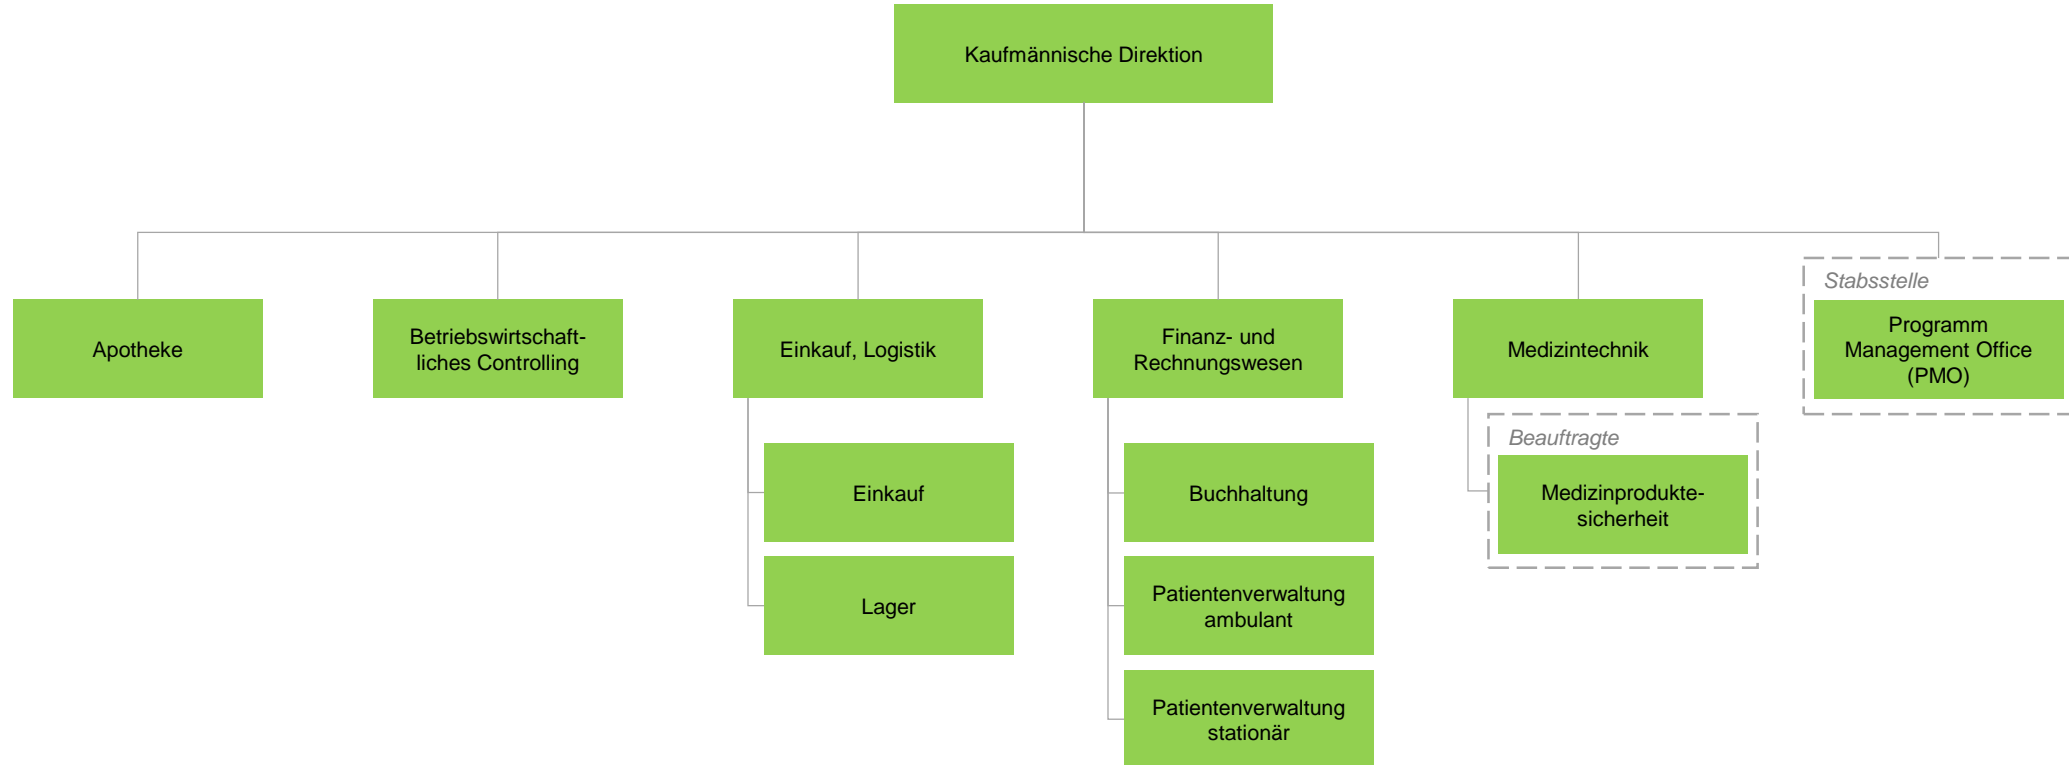 Kaufmännische Direktion
Apotheke
Betriebswirtschaft-
liches Controlling
Einkauf, Logistik
Finanz- und
Rechnungswesen
Medizintechnik
Stabsstelle
Programm
Management Office
(PMO)
Einkauf
Lager
Buchhaltung
Patientenverwaltung
ambulant
Patientenverwaltung
stationär
Beauftragte
Medizinprodukte-
sicherheit